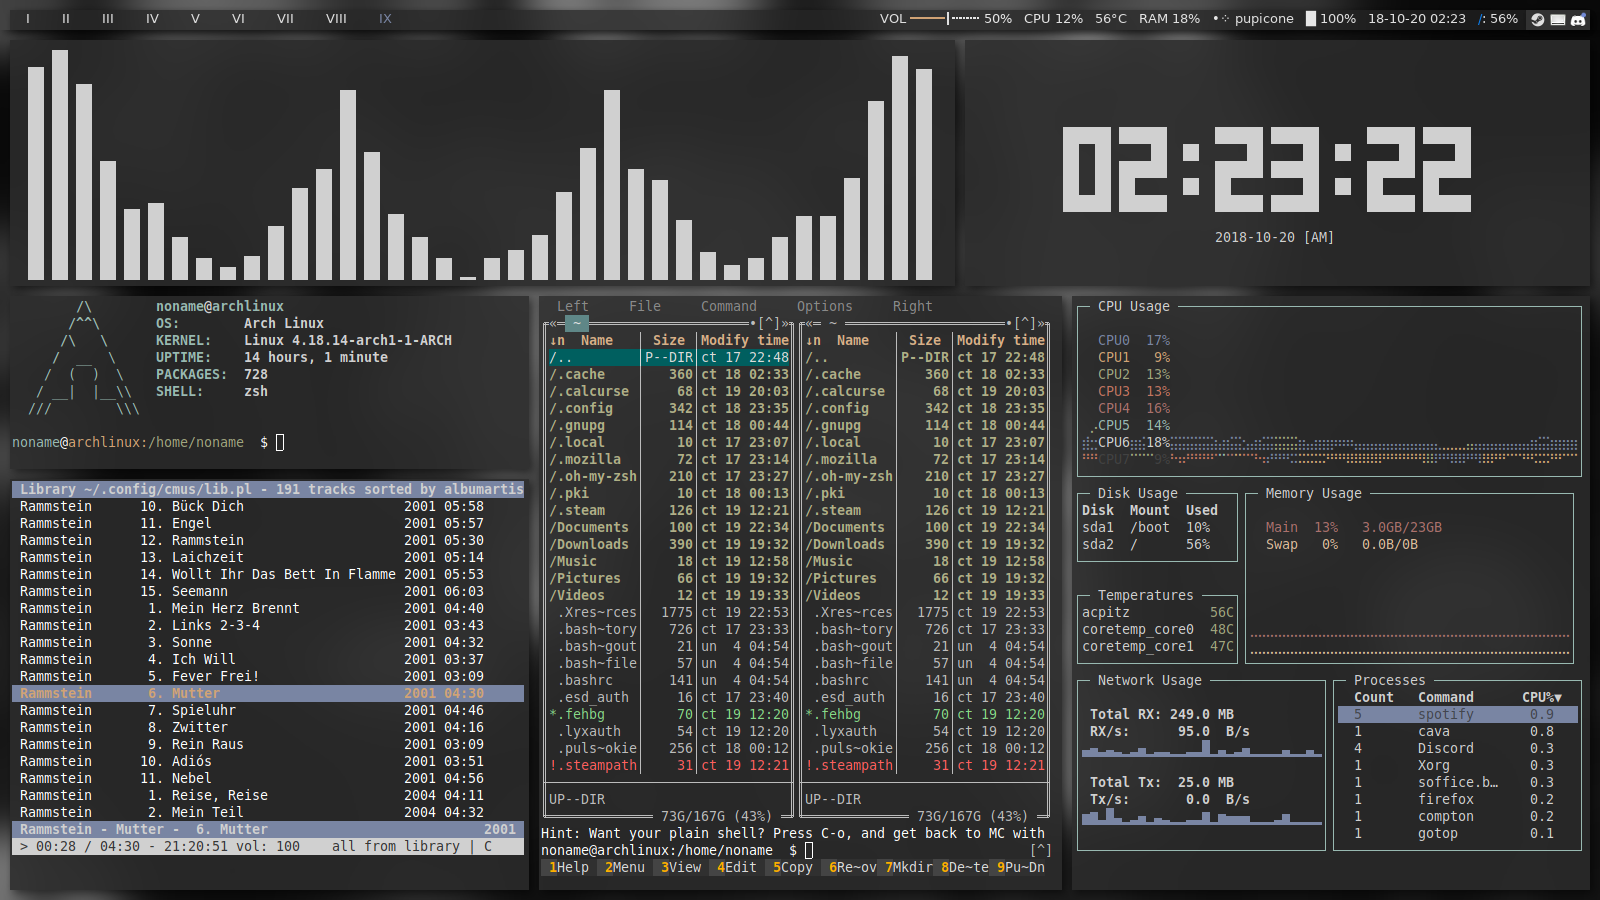 I II III IV V VI VII VIII IX VOL 50% CPU 12% 56°C RAM 18% pupicone 100% 18-10-20 02:23 /: 56%
02:23:22
2018-10-20 [AM]
noname@archlinux
OS: Arch Linux
KERNEL: Linux 4.18.14-arch1-1-ARCH
UPTIME: 14 hours, 1 minute
PACKAGES: 728
SHELL: zsh
noname@archlinux:/home/noname $
Library ~/.config/cmus/lib.pl - 191 tracks sorted by albumartis
Rammstein 10. Bück Dich 2001 05:58
Rammstein 11. Engel 2001 05:57
Rammstein 12. Rammstein 2001 05:30
Rammstein 13. Laichzeit 2001 05:14
Rammstein 14. Wollt Ihr Das Bett In Flamme 2001 05:53
Rammstein 15. Seemann 2001 06:03
Rammstein 1. Mein Herz Brennt 2001 04:40
Rammstein 2. Links 2-3-4 2001 03:43
Rammstein 3. Sonne 2001 04:32
Rammstein 4. Ich Will 2001 03:37
Rammstein 5. Fever Frei! 2001 03:09
Rammstein 6. Mutter 2001 04:30
Rammstein 7. Spieluhr 2001 04:46
Rammstein 8. Zwitter 2001 04:16
Rammstein 9. Rein Raus 2001 03:09
Rammstein 10. Adiós 2001 03:51
Rammstein 11. Nebel 2001 04:56
Rammstein 1. Reise, Reise 2004 04:11
Rammstein 2. Mein Teil 2004 04:32
Rammstein - Mutter - 6. Mutter 2001
> 00:28 / 04:30 - 21:20:51 vol: 100 all from library | C
Left File Command Options Right
«═ ~ •[^]» «═ ~ •[^]»
↓n Name Size Modify time ↓n Name Size Modify time
/.. P--DIR ct 17 22:48 /.. P--DIR ct 17 22:48
/.cache 360 ct 18 02:33 /.cache 360 ct 18 02:33
/.calcurse 68 ct 19 20:03 /.calcurse 68 ct 19 20:03
/.config 342 ct 18 23:35 /.config 342 ct 18 23:35
/.gnupg 114 ct 18 00:44 /.gnupg 114 ct 18 00:44
/.local 10 ct 17 23:07 /.local 10 ct 17 23:07
/.mozilla 72 ct 17 23:14 /.mozilla 72 ct 17 23:14
/.oh-my-zsh 210 ct 17 23:27 /.oh-my-zsh 210 ct 17 23:27
/.pki 10 ct 18 00:13 /.pki 10 ct 18 00:13
/.steam 126 ct 19 12:21 /.steam 126 ct 19 12:21
/Documents 100 ct 19 22:34 /Documents 100 ct 19 22:34
/Downloads 390 ct 19 19:32 /Downloads 390 ct 19 19:32
/Music 18 ct 19 12:58 /Music 18 ct 19 12:58
/Pictures 66 ct 19 19:32 /Pictures 66 ct 19 19:32
/Videos 12 ct 19 19:33 /Videos 12 ct 19 19:33
.Xres~rces 1775 ct 19 22:53 .Xres~rces 1775 ct 19 22:53
.bash~tory 726 ct 17 23:33 .bash~tory 726 ct 17 23:33
.bash~gout 21 un 4 04:54 .bash~gout 21 un 4 04:54
.bash~file 57 un 4 04:54 .bash~file 57 un 4 04:54
.bashrc 141 un 4 04:54 .bashrc 141 un 4 04:54
.esd_auth 16 ct 17 23:40 .esd_auth 16 ct 17 23:40
*.fehbg 70 ct 19 12:20 *.fehbg 70 ct 19 12:20
.lyxauth 54 ct 19 12:20 .lyxauth 54 ct 19 12:20
.puls~okie 256 ct 18 00:12 .puls~okie 256 ct 18 00:12
!.steampath 31 ct 19 12:21 !.steampath 31 ct 19 12:21
UP--DIR UP--DIR
73G/167G (43%) 73G/167G (43%)
Hint: Want your plain shell? Press C-o, and get back to MC with
noname@archlinux:/home/noname $ [^]
1Help 2Menu 3View 4Edit 5Copy 6Re~ov 7Mkdir 8De~te 9Pu~Dn
CPU Usage
CPU0 17%
CPU1 9%
CPU2 13%
CPU3 13%
CPU4 16%
CPU5 14%
CPU6 18%
CPU7 9%
Disk Usage
Disk Mount Used
sda1 /boot 10%
sda2 / 56%
Memory Usage
Main 13% 3.0GB/23GB
Swap 0% 0.0B/0B
Temperatures
acpitz 56C
coretemp_core0 48C
coretemp_core1 47C
Network Usage
Total RX: 249.0 MB
RX/s: 95.0 B/s
Total Tx: 25.0 MB
Tx/s: 0.0 B/s
Processes
Count Command CPU%▼
5 spotify 0.9
1 cava 0.8
4 Discord 0.3
1 Xorg 0.3
1 soffice.b… 0.3
1 firefox 0.2
1 compton 0.2
1 gotop 0.1